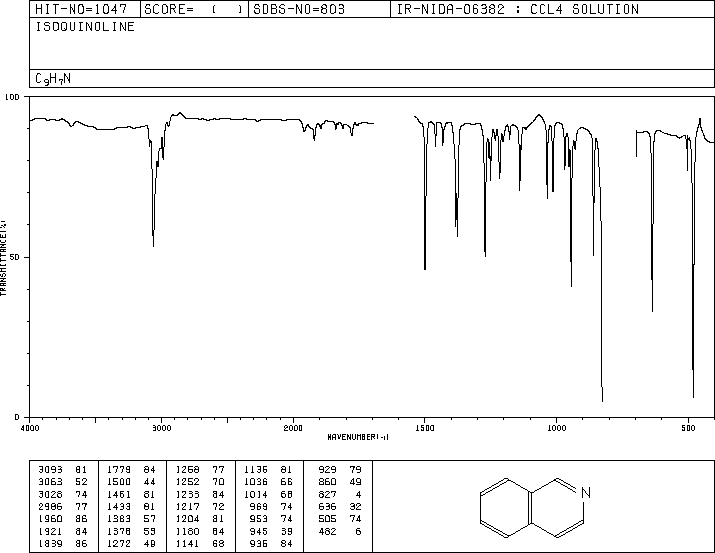 HIT-NO=1047 SCORE= ( ) SDBS-NO=803 IR-NIDA-06382 : CCL4 SOLUTION
ISOQUINOLINE
C9H7N
100
50
0
TRANSMITTANCE(%)
4000 3000 2000 1500 1000 500
WAVENUMBER(-1)
3093 81 1779 84 1268 77 1136 81 929 79
3063 52 1500 44 1252 70 1036 66 860 49
3028 74 1461 81 1233 84 1014 68 827 4
2986 77 1433 81 1217 72 969 74 636 32
1960 86 1383 57 1204 81 953 74 505 74
1921 84 1378 55 1180 84 945 39 482 6
1839 86 1272 49 1141 68 936 84
N